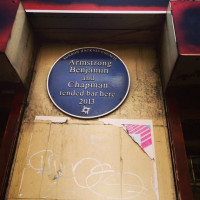 Armstrong
Benjamin
and
Chapman
tended bar here
2013